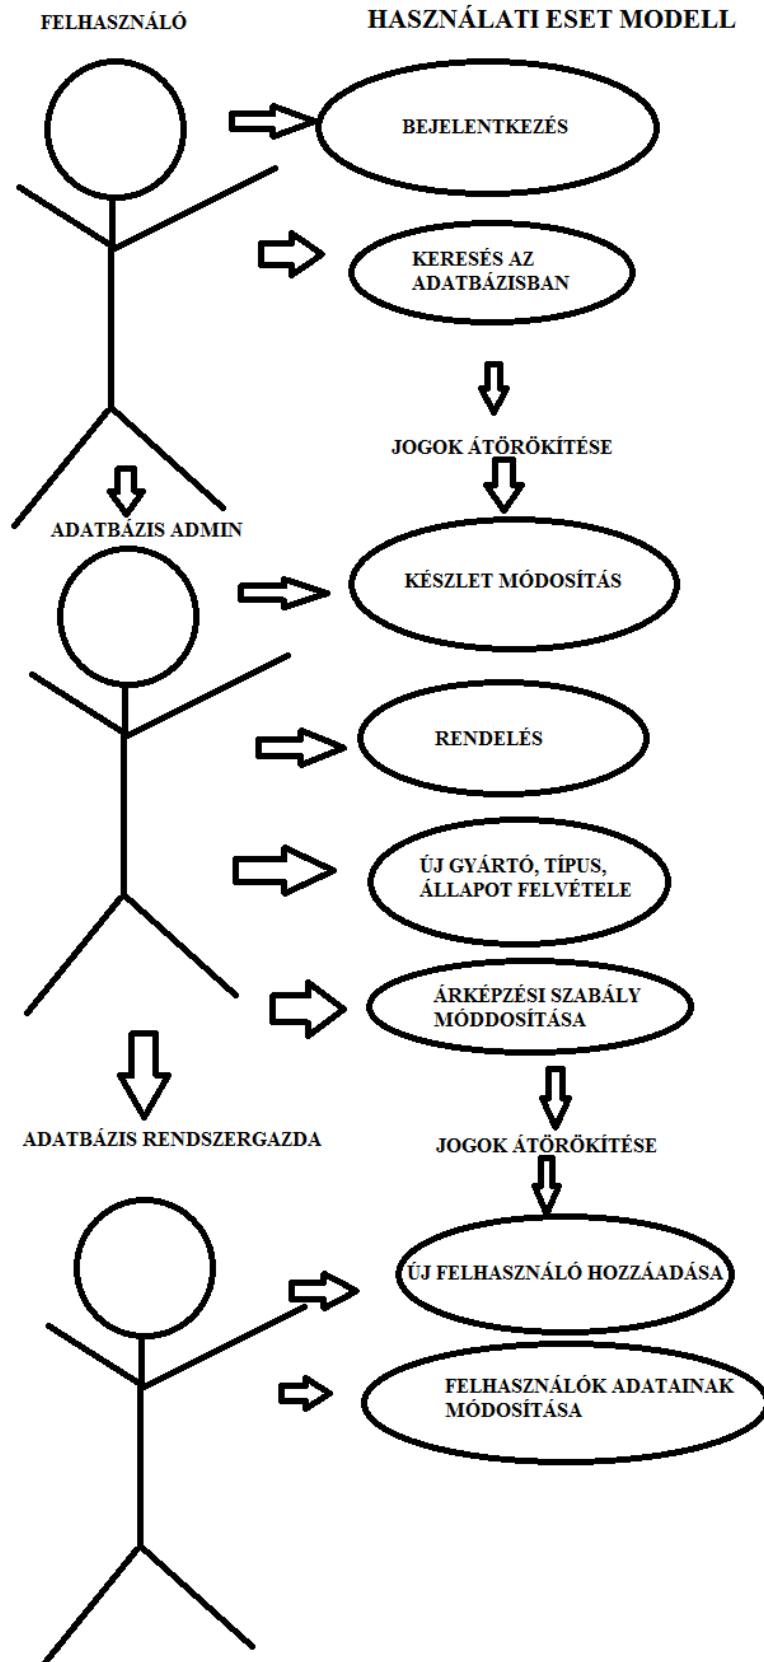 FELHASZNÁLÓ
HASZNÁLATI ESET MODELL
BEJELENTKEZÉS
KERESÉS AZ
ADATBÁZISBAN
JOGOK ÁTÖRÖKÍTÉSE
ADATBÁZIS ADMIN
KÉSZLET MÓDOSÍTÁS
RENDELÉS
ÚJ GYÁRTÓ, TÍPUS,
ÁLLAPOT FELVÉTELE
ÁRKÉPZÉSI SZABÁLY
MÓDDOSÍTÁSA
ADATBÁZIS RENDSZERGAZDA
JOGOK ÁTÖRÖKÍTÉSE
ÚJ FELHASZNÁLÓ HOZZÁADÁSA
FELHASZNÁLÓK ADATAINAK
MÓDOSÍTÁSA